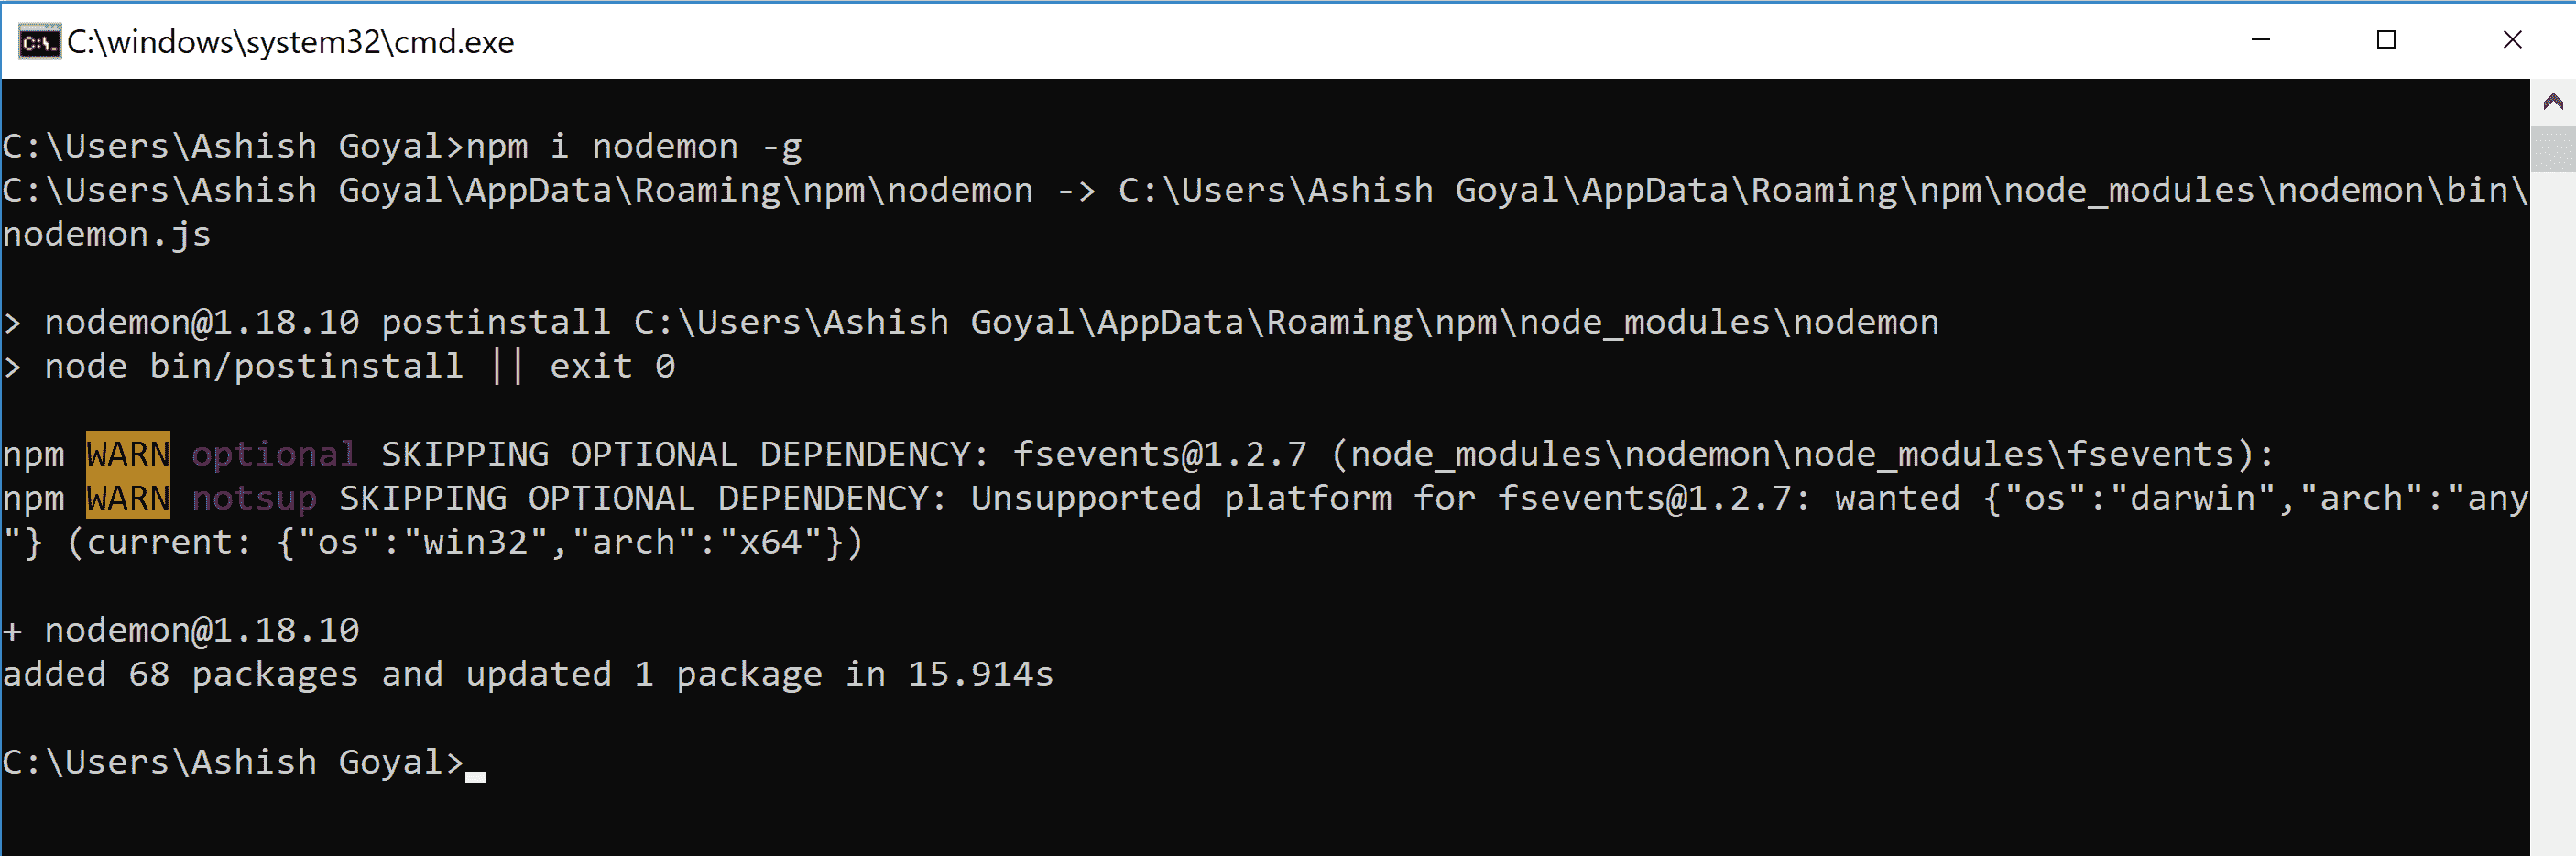 C:\windows\system32\cmd.exe
C:\Users\Ashish Goyal>npm i nodemon -g
C:\Users\Ashish Goyal\AppData\Roaming\npm\nodemon -> C:\Users\Ashish Goyal\AppData\Roaming\npm\node_modules\nodemon\bin\
nodemon.js
> nodemon@1.18.10 postinstall C:\Users\Ashish Goyal\AppData\Roaming\npm\node_modules\nodemon
> node bin/postinstall || exit 0
npm WARN optional SKIPPING OPTIONAL DEPENDENCY: fsevents@1.2.7 (node_modules\nodemon\node_modules\fsevents):
npm WARN notsup SKIPPING OPTIONAL DEPENDENCY: Unsupported platform for fsevents@1.2.7: wanted {"os":"darwin","arch":"any
"} (current: {"os":"win32","arch":"x64"})
+ nodemon@1.18.10
added 68 packages and updated 1 package in 15.914s
C:\Users\Ashish Goyal>